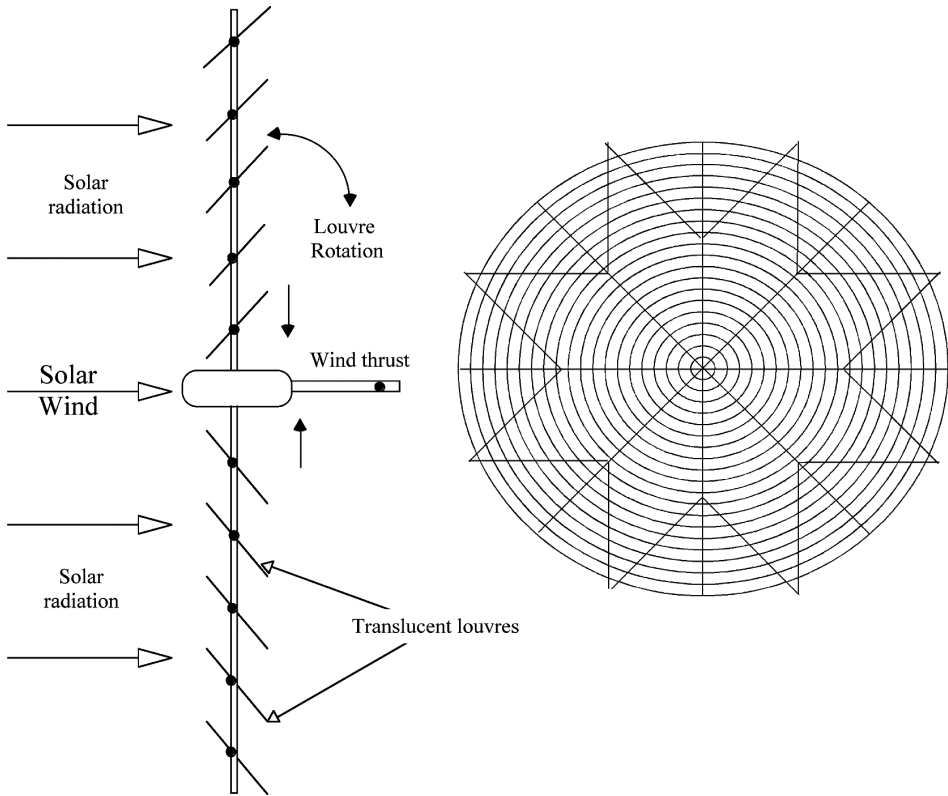 Solar
radiation
Louvre
Rotation
Wind thrust
Solar
Wind
Solar
radiation
Translucent louvres